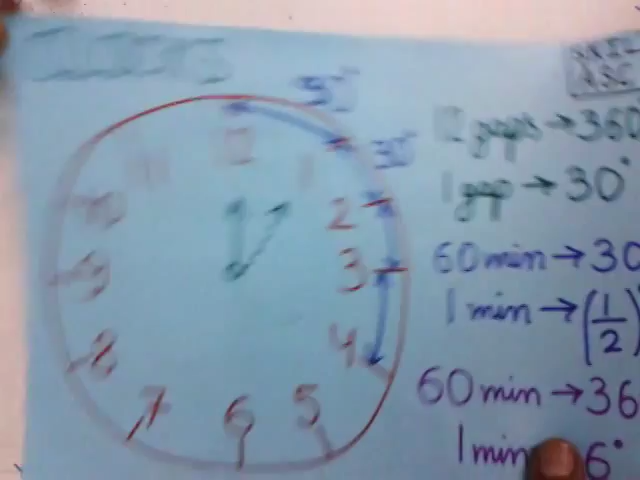 30°
12 gaps → 360
30°
1 gap → 30°
12
11
1
10
2
60 min → 30
9
3
1 min → (1/2)
8
4
60 min → 36
7
6
5
1 min 6°